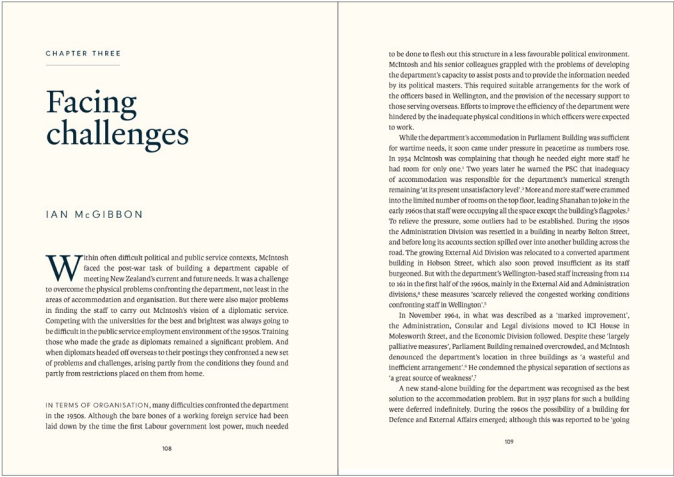 CHAPTER THREE
Facing
challenges
IAN McGIBBON
Within often difficult political and public service contexts, McIntosh
faced the post-war task of building a department capable of
meeting New Zealand's current and future needs. It was a challenge
to overcome the physical problems confronting the department, not least in the
areas of accommodation and organisation. But there were also major problems
in finding the staff to carry out McIntosh's vision of a diplomatic service.
Competing with the universities for the best and brightest was always going to
be difficult in the public service employment environment of the 1950s. Training
those who made the grade as diplomats remained a significant problem. And
when diplomats headed off overseas to their postings they confronted a new set
of problems and challenges, arising partly from the conditions they found and
partly from restrictions placed on them from home.
IN TERMS OF ORGANISATION, many difficulties confronted the department
in the 1950s. Although the bare bones of a working foreign service had been
laid down by the time the first Labour government lost power, much needed
108
to be done to flesh out this structure in a less favourable political environment.
McIntosh and his senior colleagues grappled with the problems of developing
the department's capacity to assist posts and to provide the information needed
by its political masters. This required suitable arrangements for the work of
the officers based in Wellington, and the provision of the necessary support to
those serving overseas. Efforts to improve the efficiency of the department were
hindered by the inadequate physical conditions in which officers were expected
to work.
While the department's accommodation in Parliament Building was sufficient
for wartime needs, it soon came under pressure in peacetime as numbers rose.
In 1954 McIntosh was complaining that though he needed eight more staff he
had room for only one.¹ Two years later he warned the PSC that inadequacy
of accommodation was responsible for the department's numerical strength
remaining 'at its present unsatisfactory level'.² More and more staff were crammed
into the limited number of rooms on the top floor, leading Shanahan to joke in the
early 1960s that staff were occupying all the space except the building's flagpoles.³
To relieve the pressure, some outliers had to be established. During the 1950s
the Administration Division was resettled in a building in nearby Bolton Street,
and before long its accounts section spilled over into another building across the
road. The growing External Aid Division was relocated to a converted apartment
building in Hobson Street, which also soon proved insufficient as its staff
burgeoned. But with the department's Wellington-based staff increasing from 114
to 161 in the first half of the 1960s, mainly in the External Aid and Administration
divisions,⁴ these measures 'scarcely relieved the congested working conditions
confronting staff in Wellington'.⁵
In November 1964, in what was described as a 'marked improvement',
the Administration, Consular and Legal divisions moved to ICI House in
Molesworth Street, and the Economic Division followed. Despite these 'largely
palliative measures', Parliament Building remained overcrowded, and McIntosh
denounced the department's location in three buildings as 'a wasteful and
inefficient arrangement'.⁶ He condemned the physical separation of sections as
'a great source of weakness'.⁷
A new stand-alone building for the department was recognised as the best
solution to the accommodation problem. But in 1957 plans for such a building
were deferred indefinitely. During the 1960s the possibility of a building for
Defence and External Affairs emerged; although this was reported to be 'going
109